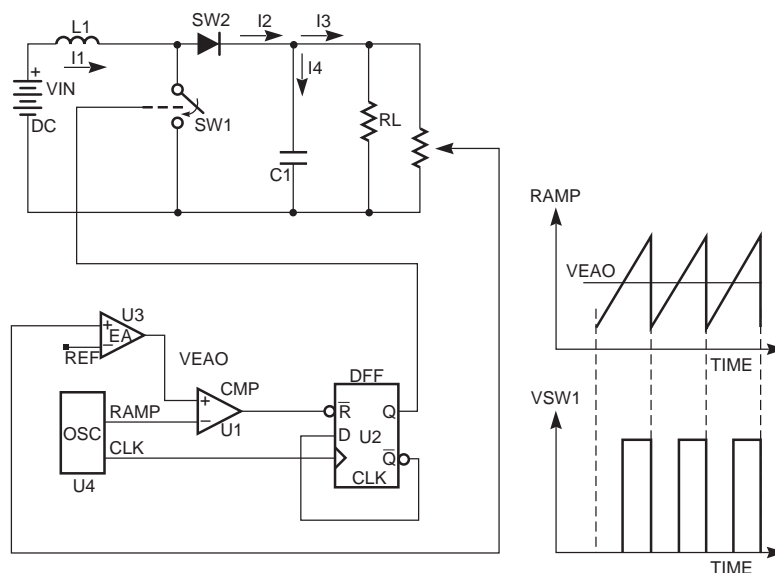 L1
SW2
I2
I3
I1
I4
+
VIN
DC
SW1
RL
C1
RAMP
VEAO
TIME
VSW1
TIME
U3
+
EA
–
REF
VEAO
CMP
+
–
U1
OSC
RAMP
CLK
U4
DFF
R
Q
D
U2
Q
CLK